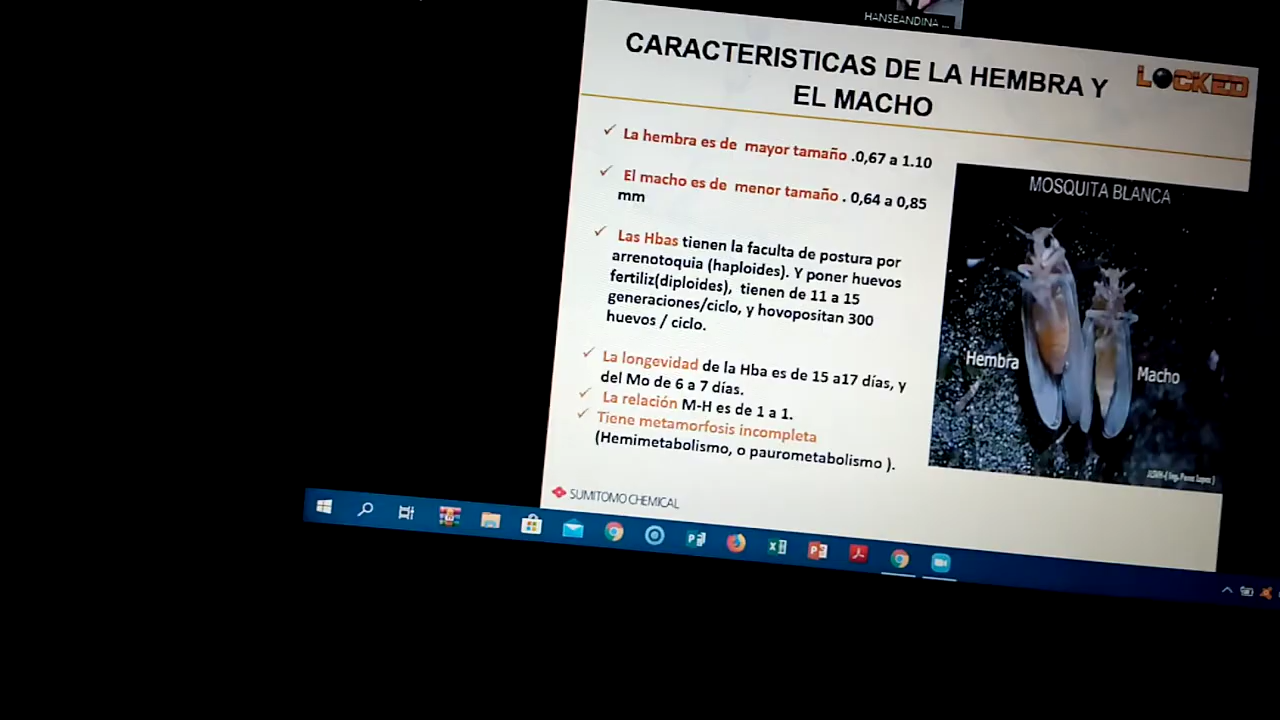 HANSEANDINA ...
CARACTERISTICAS DE LA HEMBRA Y
EL MACHO
LOCKED
La hembra es de mayor tamaño .0,67 a 1.10
El macho es de menor tamaño . 0,64 a 0,85
mm
Las Hbas tienen la faculta de postura por
arrenotoquia (haploides). Y poner huevos
fertiliz(diploides), tienen de 11 a 15
generaciones/ciclo, y hovopositan 300
huevos / ciclo.
La longevidad de la Hba es de 15 a17 días, y
del Mo de 6 a 7 días.
La relación M-H es de 1 a 1.
Tiene metamorfosis incompleta
(Hemimetabolismo, o paurometabolismo ).
MOSQUITA BLANCA
Hembra
Macho
SUMITOMO CHEMICAL